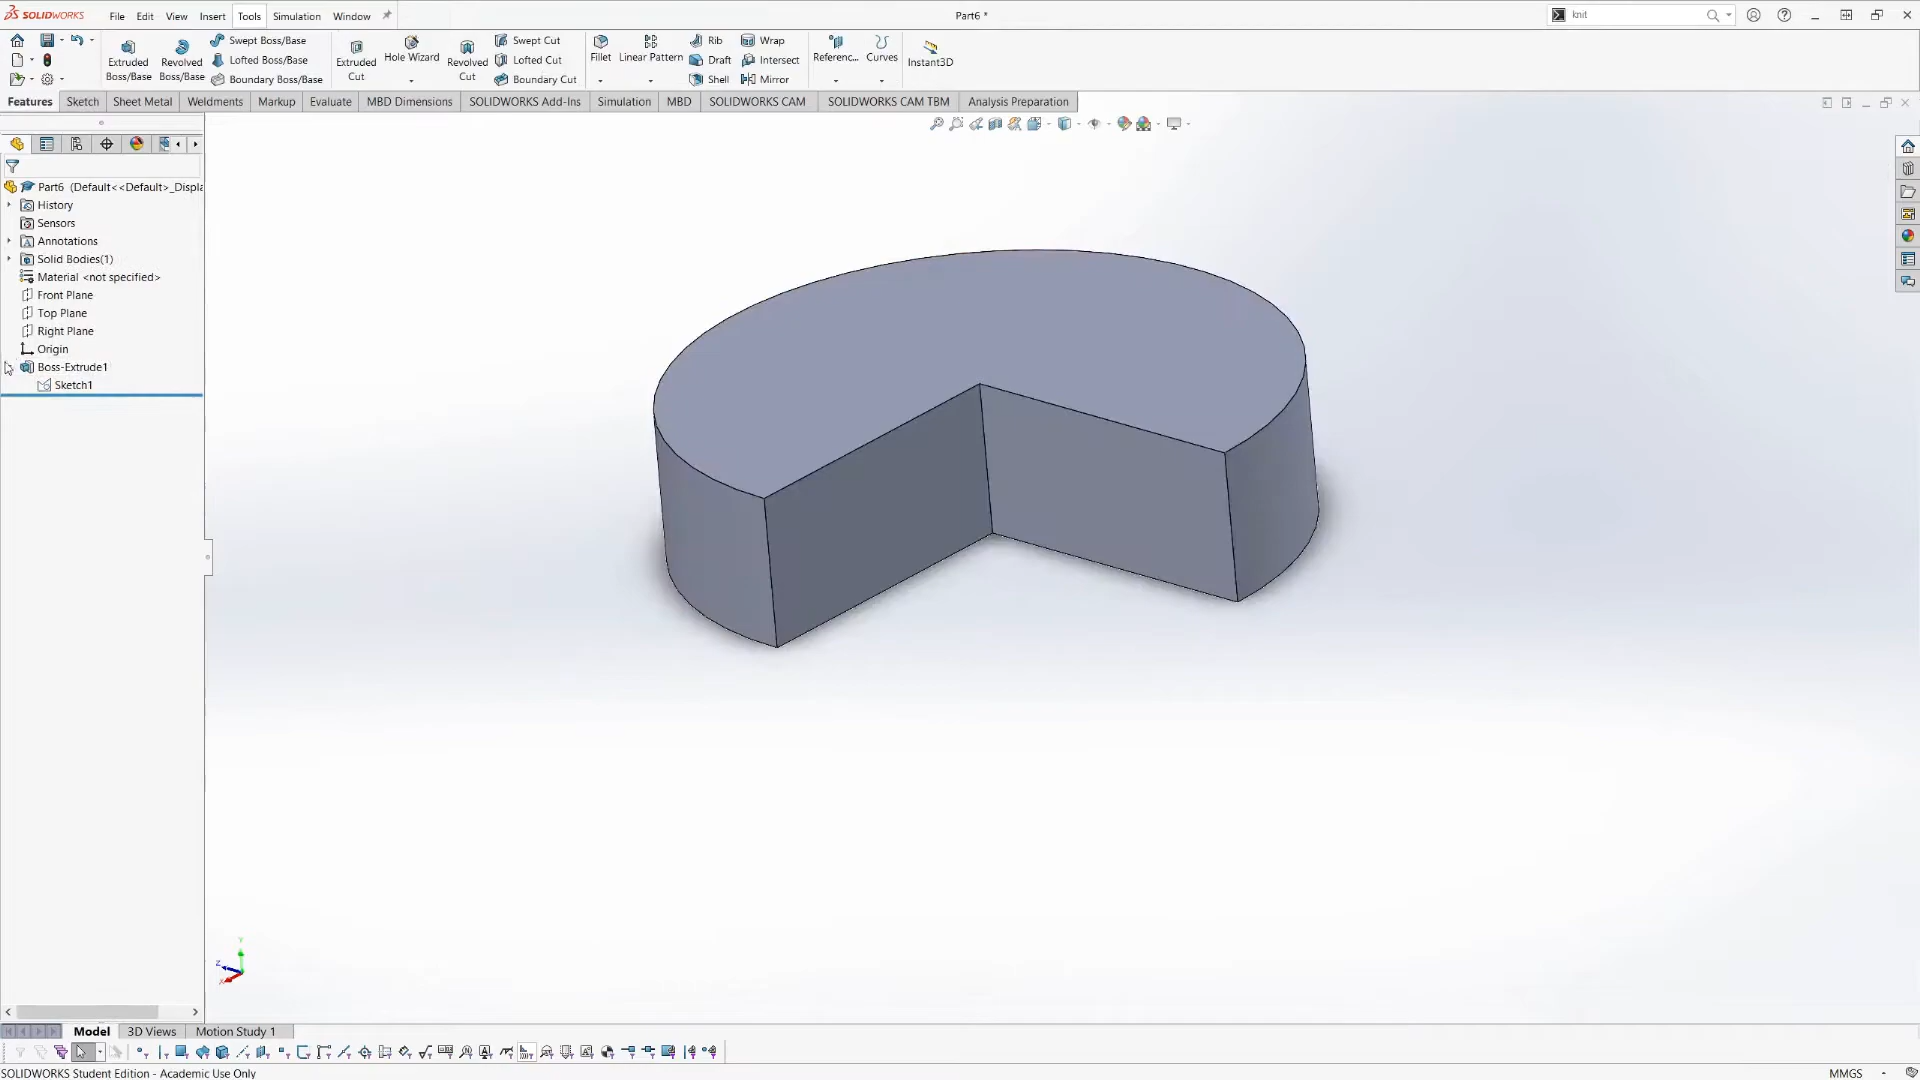 SOLIDWORKS File Edit View Insert Tools Simulation Window Part6 * knit
Extruded Boss/Base
Revolved Boss/Base
Swept Boss/Base
Lofted Boss/Base
Boundary Boss/Base
Extruded Cut
Hole Wizard
Revolved Cut
Swept Cut
Lofted Cut
Boundary Cut
Fillet
Linear Pattern
Rib
Draft
Shell
Wrap
Intersect
Mirror
Referenc...
Curves
Instant3D
Features Sketch Sheet Metal Weldments Markup Evaluate MBD Dimensions SOLIDWORKS Add-Ins Simulation MBD SOLIDWORKS CAM SOLIDWORKS CAM TBM Analysis Preparation
Part6 (Default<<Default>_Displa
History
Sensors
Annotations
Solid Bodies(1)
Material <not specified>
Front Plane
Top Plane
Right Plane
Origin
Boss-Extrude1
Sketch1
Y
Z
X
Model 3D Views Motion Study 1
SOLIDWORKS Student Edition - Academic Use Only MMGS